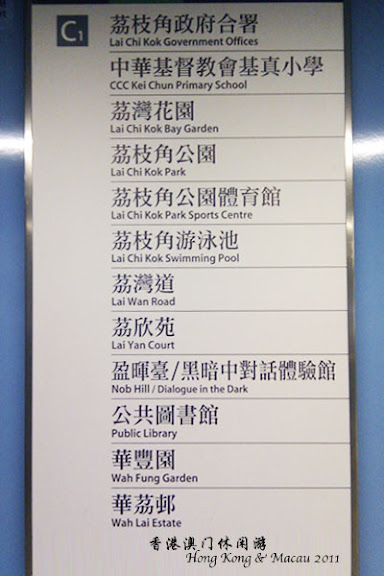 C1
荔枝角政府合署
Lai Chi Kok Government Offices
中華基督教會基真小學
CCC Kei Chun Primary School
荔灣花園
Lai Chi Kok Bay Garden
荔枝角公園
Lai Chi Kok Park
荔枝角公園體育館
Lai Chi Kok Park Sports Centre
荔枝角游泳池
Lai Chi Kok Swimming Pool
荔灣道
Lai Wan Road
荔欣苑
Lai Yan Court
盈暉臺/黑暗中對話體驗館
Nob Hill / Dialogue in the Dark
公共圖書館
Public Library
華豐園
Wah Fung Garden
華荔邨
Wah Lai Estate
香港澳门休闲游
Hong Kong & Macau 2011